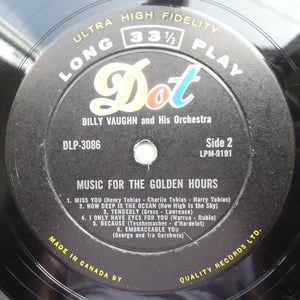 ULTRA HIGH FIDELITY
LONG 33⅓ PLAY
Dot
BILLY VAUGHN and His Orchestra
DLP-3086
Side 2
LPM-9191
MUSIC FOR THE GOLDEN HOURS
1. MISS YOU (Henry Tobias - Charlie Tobias - Harry Tobias)
2. HOW DEEP IS THE OCEAN (How High is the Sky)
3. TENDERLY (Gross - Lawrence)
4. I ONLY HAVE EYES FOR YOU (Warren - Dubin)
5. BECAUSE (Teschemacher - d'Hardelot)
6. EMBRACEABLE YOU
(George and Ira Gershwin)
MADE IN CANADA BY QUALITY RECORDS LTD.